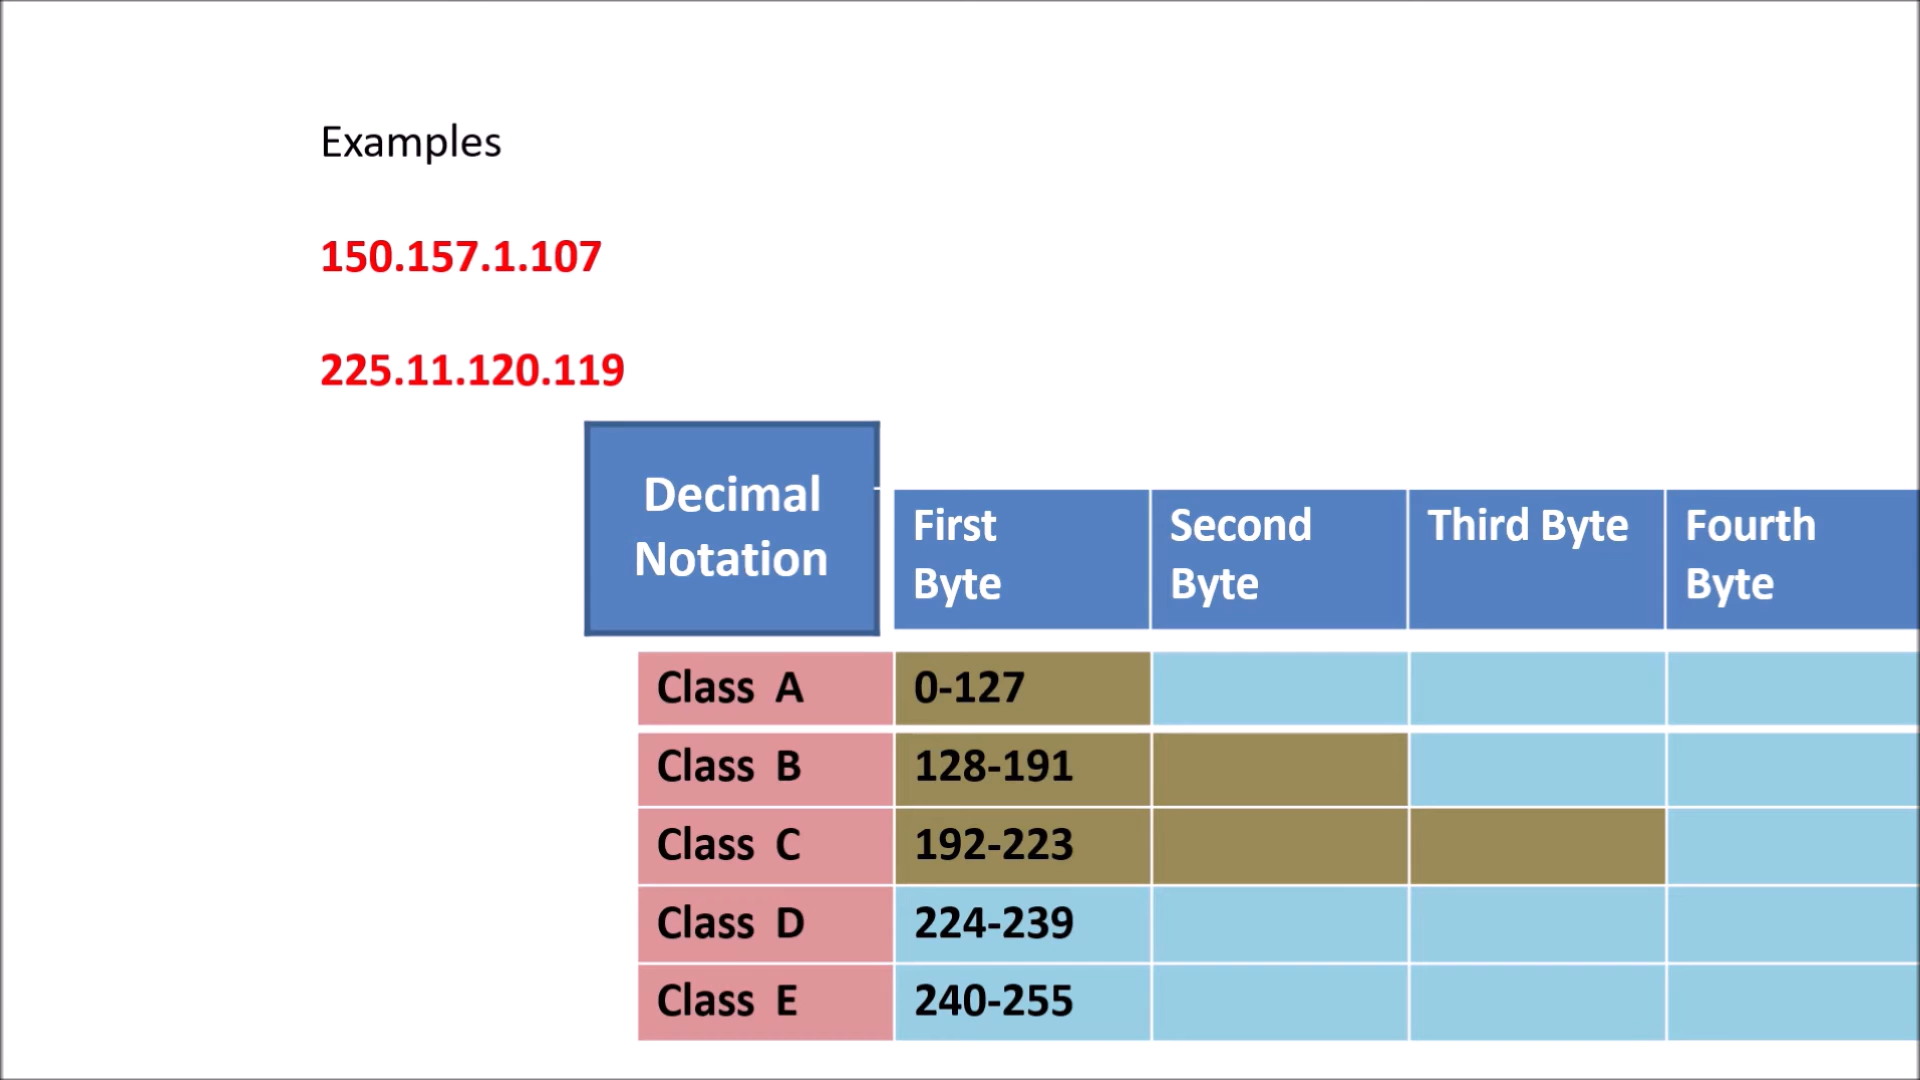 Examples
150.157.1.107
225.11.120.119
Decimal
Notation
First
Byte
Second
Byte
Third Byte
Fourth
Byte
Class A
0-127
Class B
128-191
Class C
192-223
Class D
224-239
Class E
240-255